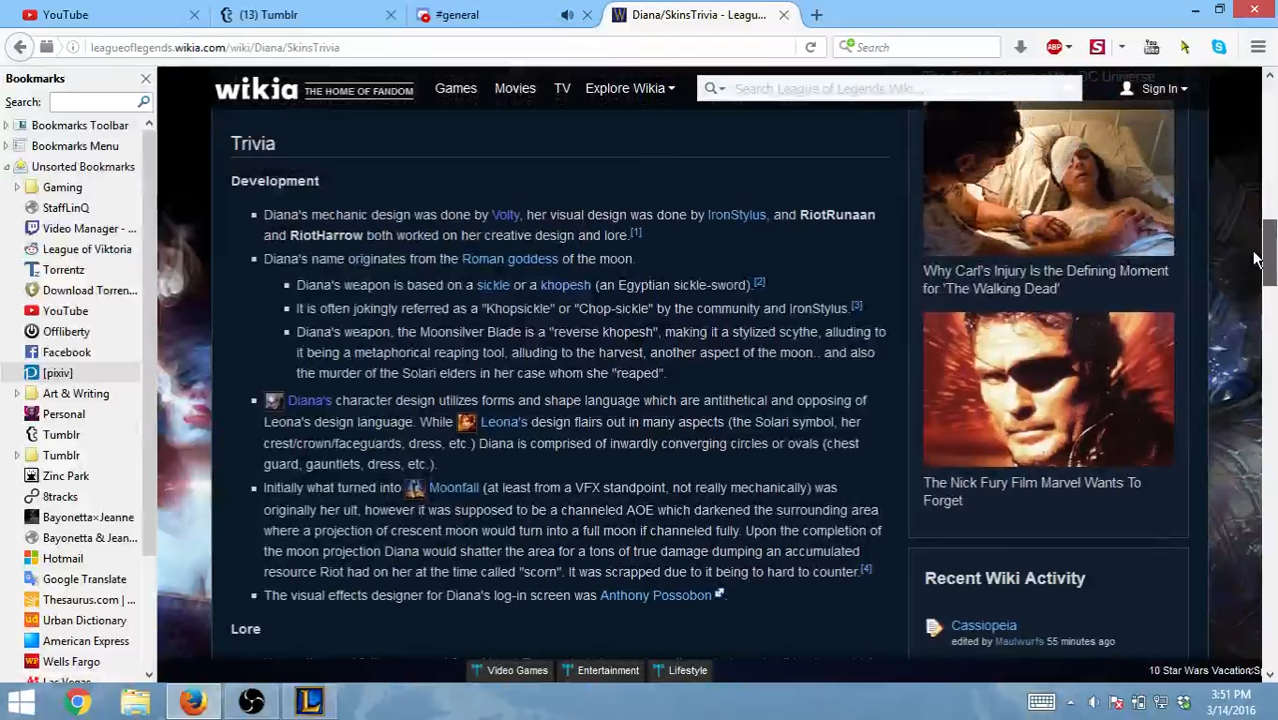 YouTube
(13) Tumblr
#general
Diana/SkinsTrivia - Leagu...
leagueoflegends.wikia.com/wiki/Diana/SkinsTrivia
Search
ABP
S
You
Bookmarks
Search:
Bookmarks Toolbar
Bookmarks Menu
Unsorted Bookmarks
Gaming
StaffLinQ
Video Manager - ...
League of Viktoria
Torrentz
Download Torren...
YouTube
Offliberty
Facebook
[pixiv]
Art & Writing
Personal
Tumblr
Tumblr
Zinc Park
8tracks
Bayonetta×Jeanne
Bayonetta & Jeann...
Hotmail
Google Translate
Thesaurus.com | ...
Urban Dictionary
American Express
Wells Fargo
wikia THE HOME OF FANDOM
Games
Movies
TV
Explore Wikia
Search League of Legends Wiki...
Sign In
Trivia
Development
Diana's mechanic design was done by Volty, her visual design was done by IronStylus, and RiotRunaan
and RiotHarrow both worked on her creative design and lore.[1]
Diana's name originates from the Roman goddess of the moon.
Diana's weapon is based on a sickle or a khopesh (an Egyptian sickle-sword).[2]
It is often jokingly referred as a "Khopsickle" or "Chop-sickle" by the community and IronStylus.[3]
Diana's weapon, the Moonsilver Blade is a "reverse khopesh", making it a stylized scythe, alluding to
it being a metaphorical reaping tool, alluding to the harvest, another aspect of the moon.. and also
the murder of the Solari elders in her case whom she "reaped".
Diana's character design utilizes forms and shape language which are antithetical and opposing of
Leona's design language. While Leona's design flairs out in many aspects (the Solari symbol, her
crest/crown/faceguards, dress, etc.) Diana is comprised of inwardly converging circles or ovals (chest
guard, gauntlets, dress, etc.).
Initially what turned into Moonfall (at least from a VFX standpoint, not really mechanically) was
originally her ult, however it was supposed to be a channeled AOE which darkened the surrounding area
where a projection of crescent moon would turn into a full moon if channeled fully. Upon the completion of
the moon projection Diana would shatter the area for a tons of true damage dumping an accumulated
resource Riot had on her at the time called "scorn". It was scrapped due to it being to hard to counter.[4]
The visual effects designer for Diana's log-in screen was Anthony Possobon.
Lore
Why Carl's Injury Is the Defining Moment
for 'The Walking Dead'
The Nick Fury Film Marvel Wants To
Forget
Recent Wiki Activity
Cassiopeia
edited by Maulwurfs 55 minutes ago
Video Games
Entertainment
Lifestyle
10 Star Wars Vacation
3:51 PM
3/14/2016